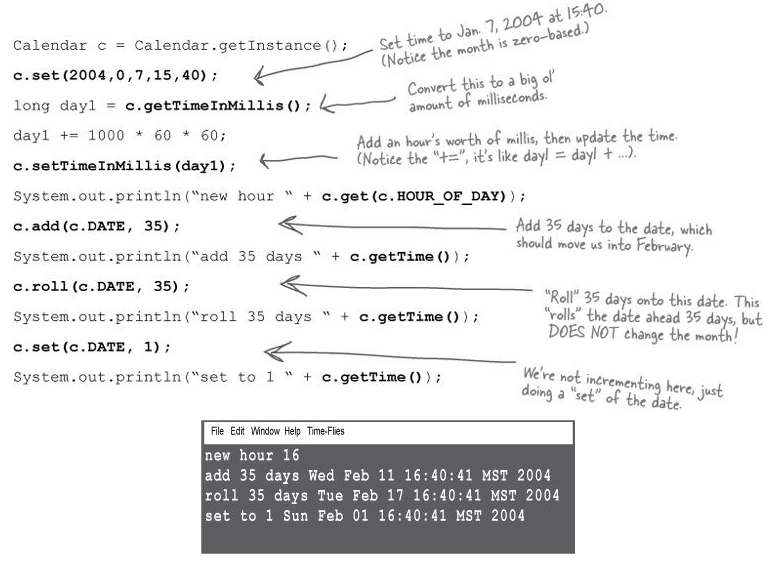 Calendar c = Calendar.getInstance();
Set time to Jan. 7, 2004 at 15:40.
(Notice the month is zero-based.)
c.set(2004,0,7,15,40);
long day1 = c.getTimeInMillis();
Convert this to a big ol'
amount of milliseconds.
day1 += 1000 * 60 * 60;
c.setTimeInMillis(day1);
Add an hour's worth of millis, then update the time.
(Notice the "+=", it's like day1 = day1 + ...).
System.out.println("new hour " + c.get(c.HOUR_OF_DAY));
c.add(c.DATE, 35);
Add 35 days to the date, which
should move us into February.
System.out.println("add 35 days " + c.getTime());
c.roll(c.DATE, 35);
"Roll" 35 days onto this date. This
"rolls" the date ahead 35 days, but
DOES NOT change the month!
System.out.println("roll 35 days " + c.getTime());
c.set(c.DATE, 1);
We're not incrementing here, just
doing a "set" of the date.
System.out.println("set to 1 " + c.getTime());
File Edit Window Help Time-Flies
new hour 16
add 35 days Wed Feb 11 16:40:41 MST 2004
roll 35 days Tue Feb 17 16:40:41 MST 2004
set to 1 Sun Feb 01 16:40:41 MST 2004